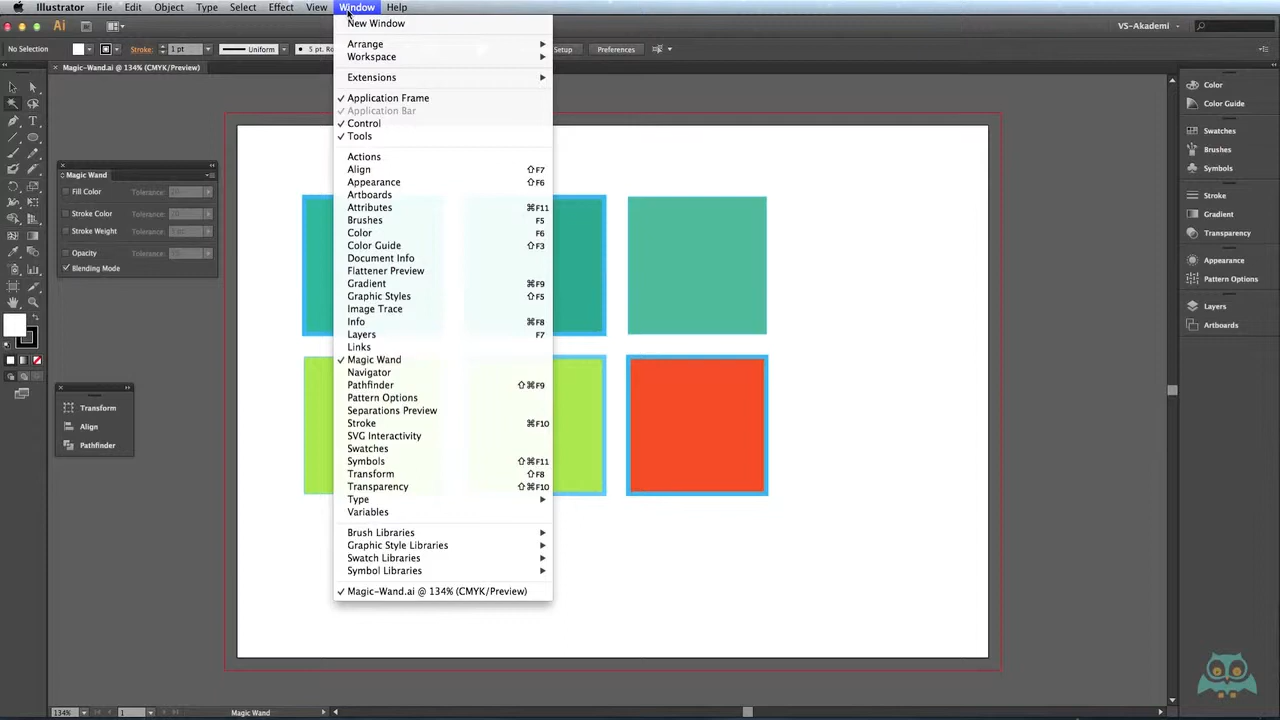 Illustrator File Edit Object Type Select Effect View Window Help
Ai VS-Akademi
No Selection Stroke: 1 pt Uniform 5 pt. Setup Preferences
Magic-Wand.ai @ 134% (CMYK/Preview)
New Window
Arrange
Workspace
Extensions
Application Frame
Application Bar
Control
Tools
Actions
Align ⇧F7
Appearance ⇧F6
Artboards
Attributes ⌘F11
Brushes F5
Color F6
Color Guide ⇧F3
Document Info
Flattener Preview
Gradient ⌘F9
Graphic Styles ⇧F5
Image Trace
Info ⌘F8
Layers F7
Links
Magic Wand
Navigator
Pathfinder ⇧⌘F9
Pattern Options
Separations Preview
Stroke ⌘F10
SVG Interactivity
Swatches
Symbols ⇧⌘F11
Transform ⇧F8
Transparency ⇧⌘F10
Type
Variables
Brush Libraries
Graphic Style Libraries
Swatch Libraries
Symbol Libraries
Magic-Wand.ai @ 134% (CMYK/Preview)
Magic Wand
Fill Color Tolerance:
Stroke Color Tolerance:
Stroke Weight Tolerance:
Opacity Tolerance:
Blending Mode
Transform
Align
Pathfinder
Color
Color Guide
Swatches
Brushes
Symbols
Stroke
Gradient
Transparency
Appearance
Pattern Options
Layers
Artboards
134% 1 Magic Wand